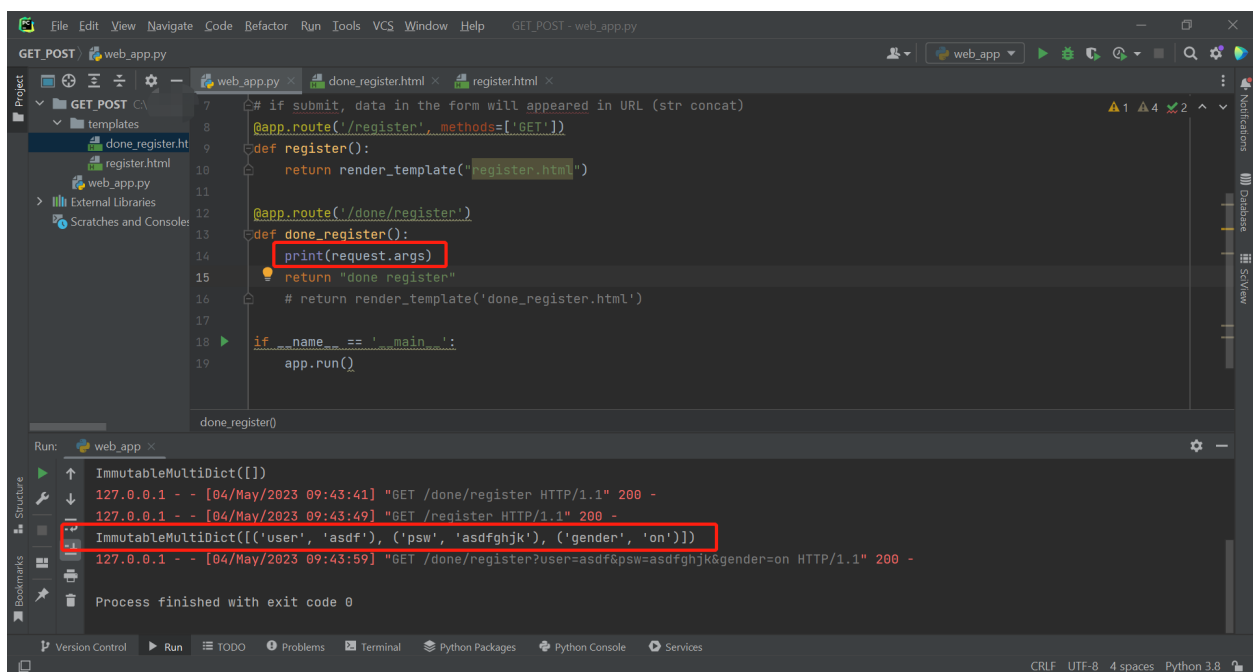 File Edit View Navigate Code Refactor Run Tools VCS Window Help GET_POST - web_app.py
GET_POST web_app.py
web_app
Project
web_app.py
done_register.html
register.html
GET_POST C:\
templates
done_register.ht
register.html
web_app.py
External Libraries
Scratches and Consoles
7 # if submit, data in the form will appeared in URL (str concat)
8 @app.route('/register', methods=['GET'])
9 def register():
10 return render_template("register.html")
11
12 @app.route('/done/register')
13 def done_register():
14 print(request.args)
15 return "done register"
16 # return render_template('done_register.html')
17
18 if __name__ == '__main__':
19 app.run()
1 4 2
Notifications
Database
SciView
done_register()
Run: web_app
ImmutableMultiDict([])
127.0.0.1 - - [04/May/2023 09:43:41] "GET /done/register HTTP/1.1" 200 -
127.0.0.1 - - [04/May/2023 09:43:49] "GET /register HTTP/1.1" 200 -
ImmutableMultiDict([('user', 'asdf'), ('psw', 'asdfghjk'), ('gender', 'on')])
127.0.0.1 - - [04/May/2023 09:43:59] "GET /done/register?user=asdf&psw=asdfghjk&gender=on HTTP/1.1" 200 -
Process finished with exit code 0
Structure
Bookmarks
Version Control Run TODO Problems Terminal Python Packages Python Console Services
CRLF UTF-8 4 spaces Python 3.8